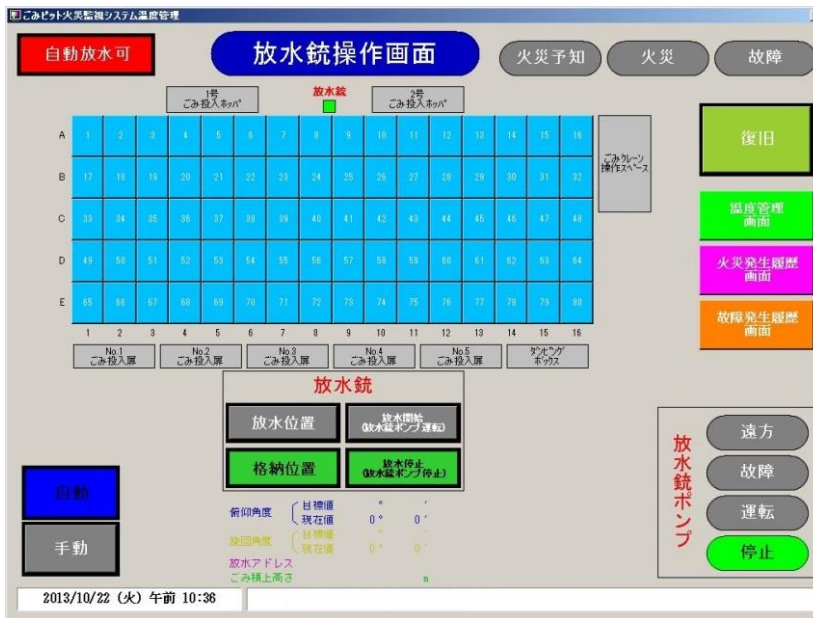 ごみピット火災監視システム温度管理
自動放水可
放水銃操作画面
火災予知
火災
故障
1号
ごみ投入ホッパ
放水銃
2号
ごみ投入ホッパ
A 1 2 3 4 5 6 7 8 9 10 11 12 13 14 15 16
B 17 18 19 20 21 22 23 24 25 26 27 28 29 30 31 32
C 33 34 35 36 37 38 39 40 41 42 43 44 45 46 47 48
D 49 50 51 52 53 54 55 56 57 58 59 60 61 62 63 64
E 65 66 67 68 69 70 71 72 73 74 75 76 77 78 79 80
1 2 3 4 5 6 7 8 9 10 11 12 13 14 15 16
ごみクレーン
操作スペース
No.1
ごみ投入扉
No.2
ごみ投入扉
No.3
ごみ投入扉
No.4
ごみ投入扉
No.5
ごみ投入扉
ダンピング
ボックス
復旧
温度管理
画面
火災発生履歴
画面
故障発生履歴
画面
放水銃
放水位置
放水開始
(放水銃ポンプ運転)
格納位置
放水停止
(放水銃ポンプ停止)
自動
手動
俯仰角度 目標値 ° ′
現在値 0° 0′
旋回角度 目標値 ° ′
現在値 0° 0′
放水アドレス
ごみ積上高さ m
放水銃ポンプ
遠方
故障
運転
停止
2013/10/22 (火) 午前 10:36